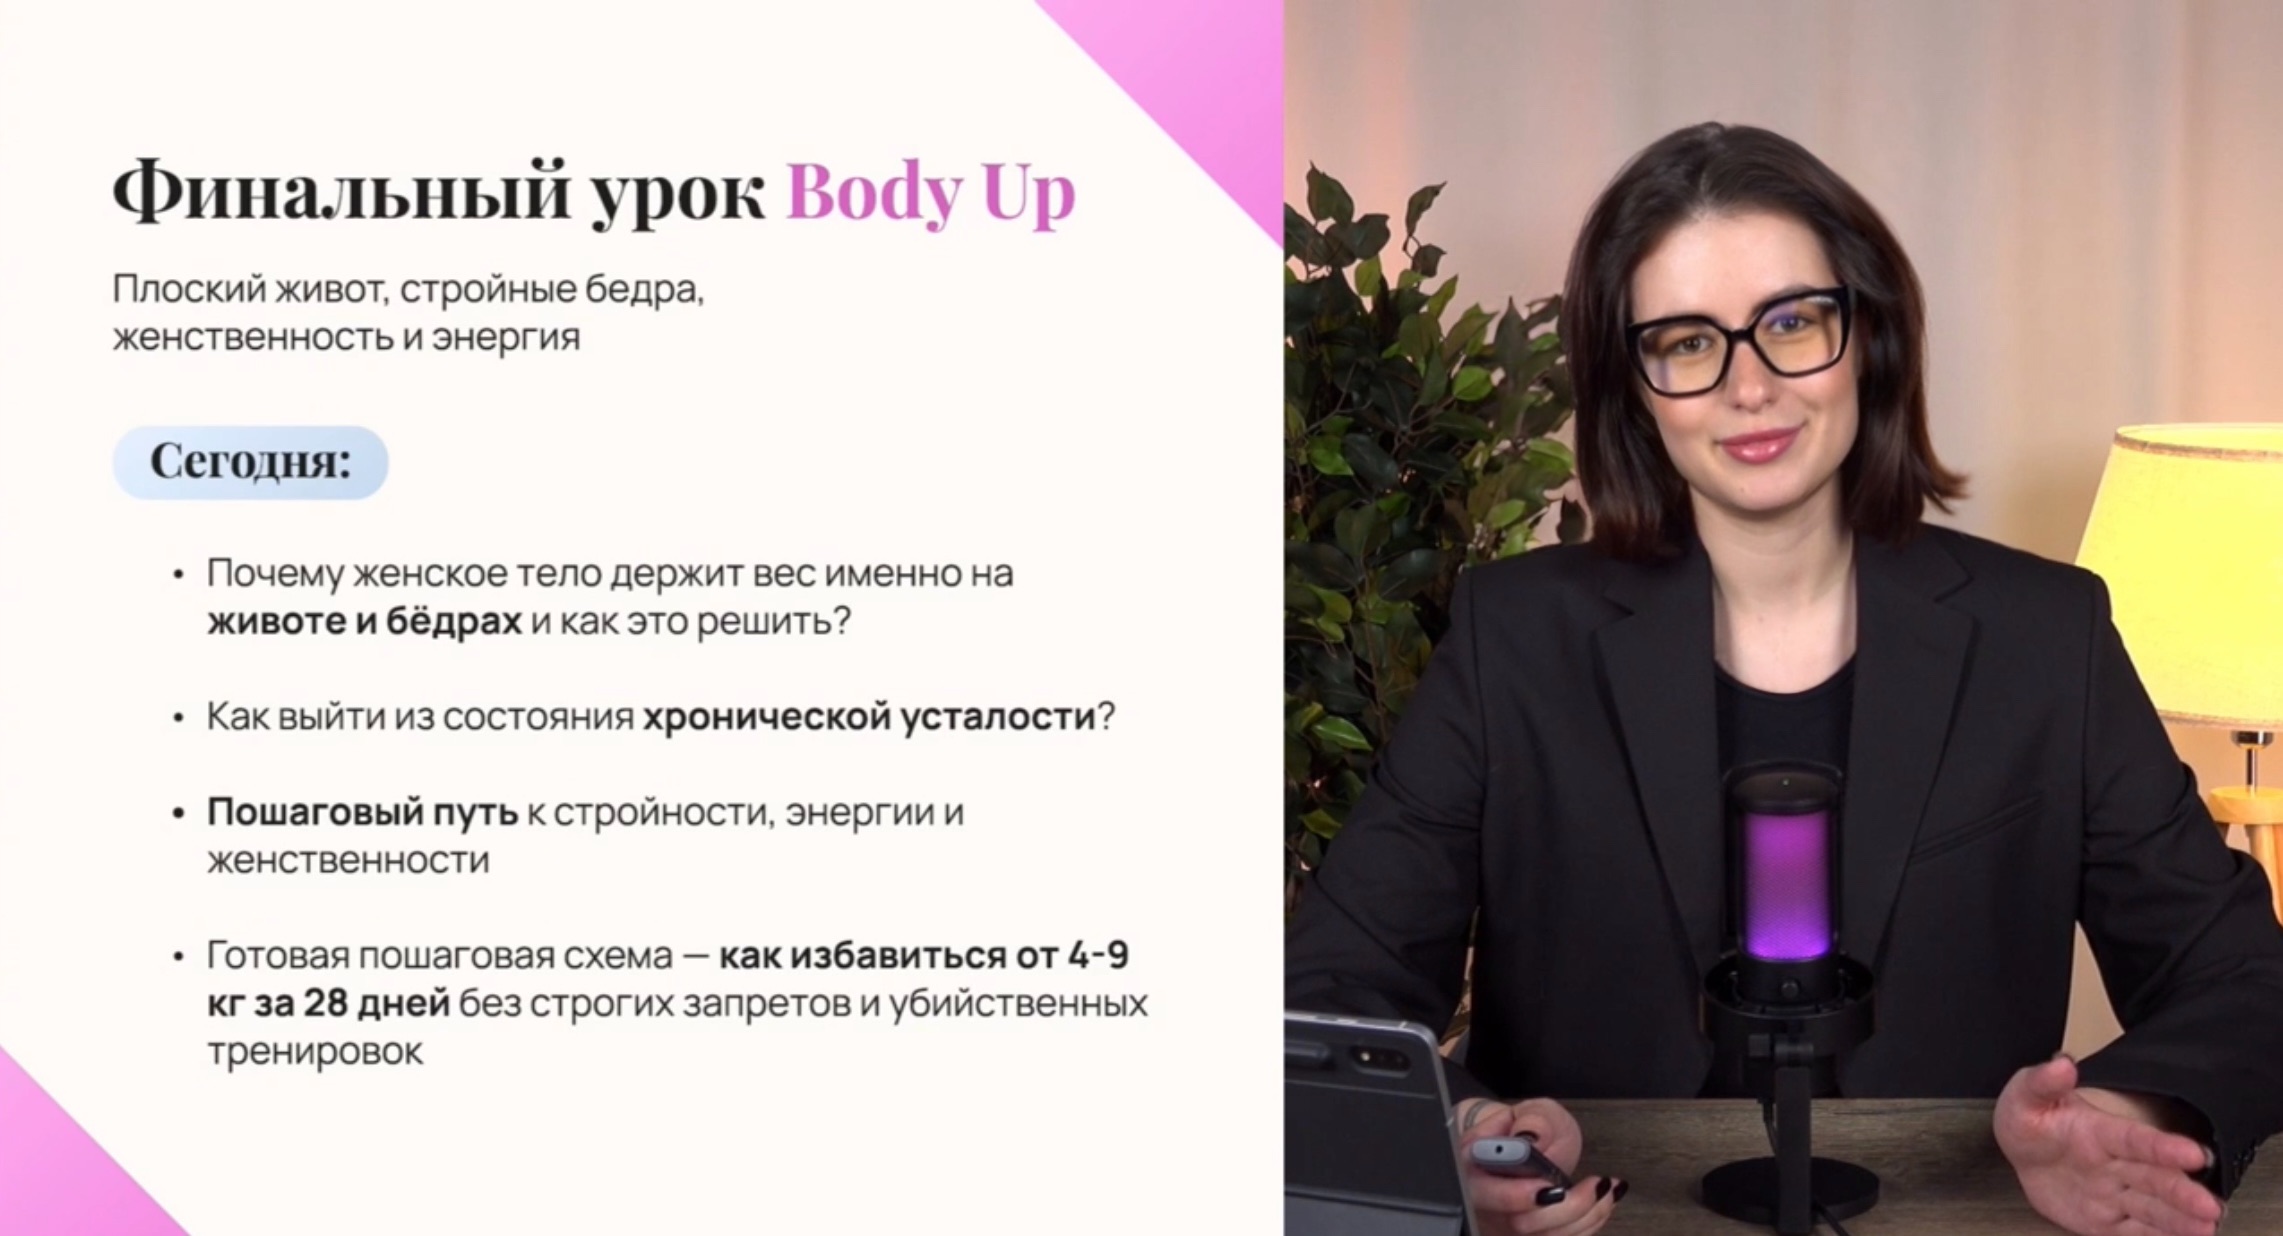 Финальный урок Body Up
Плоский живот, стройные бедра,
женственность и энергия
Сегодня:
• Почему женское тело держит вес именно на
животе и бёдрах и как это решить?
• Как выйти из состояния хронической усталости?
• Пошаговый путь к стройности, энергии и
женственности
• Готовая пошаговая схема — как избавиться от 4-9
кг за 28 дней без строгих запретов и убийственных
тренировок